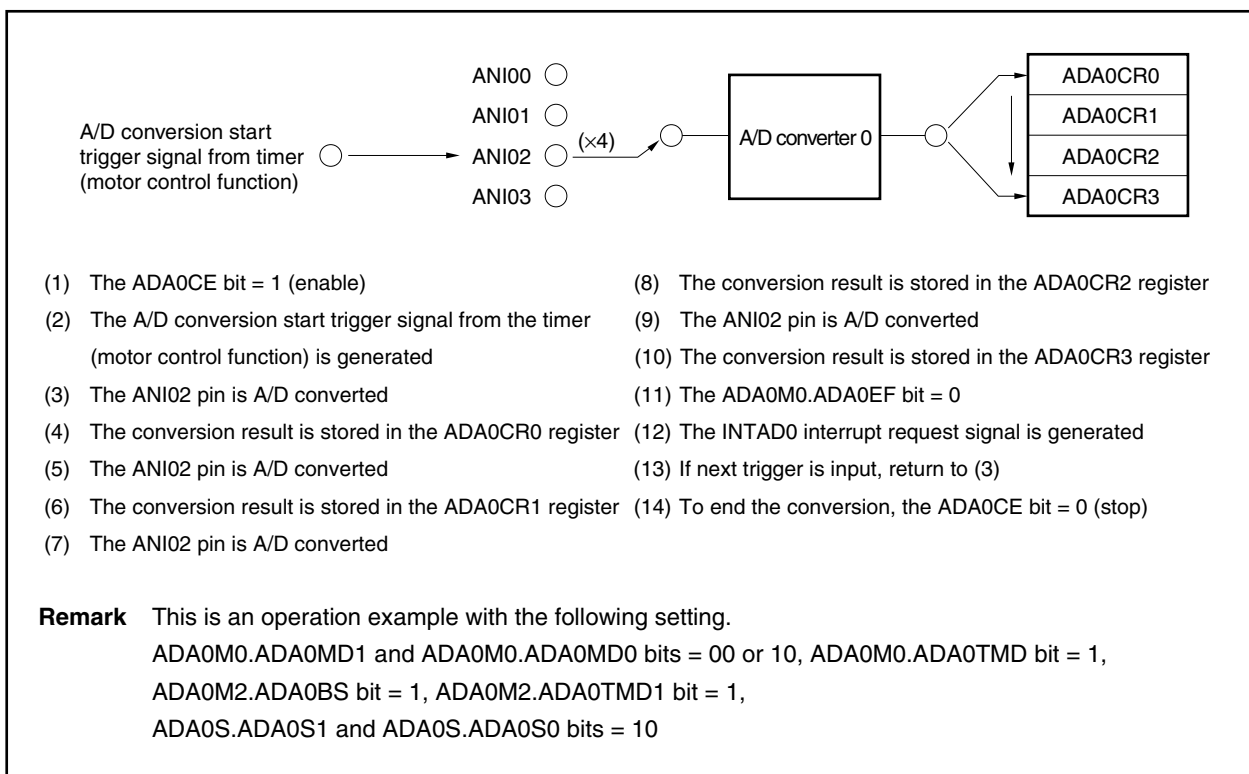 ANI00
ANI01
A/D conversion start
trigger signal from timer
(motor control function)
ANI02
(×4)
ANI03
A/D converter 0
ADA0CR0
ADA0CR1
ADA0CR2
ADA0CR3
(1) The ADA0CE bit = 1 (enable)
(2) The A/D conversion start trigger signal from the timer
(motor control function) is generated
(3) The ANI02 pin is A/D converted
(4) The conversion result is stored in the ADA0CR0 register
(5) The ANI02 pin is A/D converted
(6) The conversion result is stored in the ADA0CR1 register
(7) The ANI02 pin is A/D converted
(8) The conversion result is stored in the ADA0CR2 register
(9) The ANI02 pin is A/D converted
(10) The conversion result is stored in the ADA0CR3 register
(11) The ADA0M0.ADA0EF bit = 0
(12) The INTAD0 interrupt request signal is generated
(13) If next trigger is input, return to (3)
(14) To end the conversion, the ADA0CE bit = 0 (stop)
Remark This is an operation example with the following setting.
ADA0M0.ADA0MD1 and ADA0M0.ADA0MD0 bits = 00 or 10, ADA0M0.ADA0TMD bit = 1,
ADA0M2.ADA0BS bit = 1, ADA0M2.ADA0TMD1 bit = 1,
ADA0S.ADA0S1 and ADA0S.ADA0S0 bits = 10